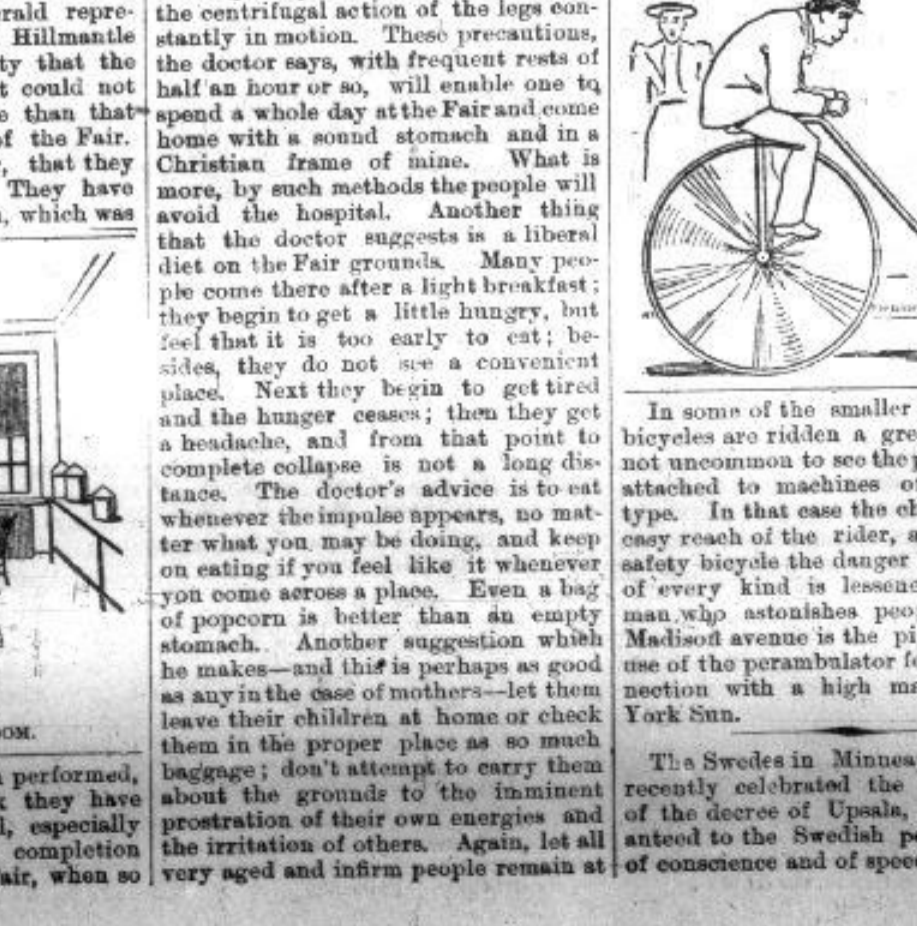 erald repre-
Hillmantle
ty that the
t could not
e than that
of the Fair.
, that they
They have
, which was
OM.
performed,
they have
l, especially
completion
air, when so
the centrifugal action of the legs con-
stantly in motion. These precautions,
the doctor says, with frequent rests of
half an hour or so, will enable one to
spend a whole day at the Fair and come
home with a sound stomach and in a
Christian frame of mine. What is
more, by such methods the people will
avoid the hospital. Another thing
that the doctor suggests is a liberal
diet on the Fair grounds. Many peo-
ple come there after a light breakfast;
they begin to get a little hungry, but
feel that it is too early to eat; be-
sides, they do not see a convenient
place. Next they begin to get tired
and the hunger ceases; then they get
a headache, and from that point to
complete collapse is not a long dis-
tance. The doctor's advice is to eat
whenever the impulse appears, no mat-
ter what you may be doing, and keep
on eating if you feel like it whenever
you come across a place. Even a bag
of popcorn is better than an empty
stomach. Another suggestion which
he makes—and this is perhaps as good
as any in the case of mothers—let them
leave their children at home or check
them in the proper place as so much
baggage; don't attempt to carry them
about the grounds to the imminent
prostration of their own energies and
the irritation of others. Again, let all
very aged and infirm people remain at
In some of the smaller
bicycles are ridden a gre
not uncommon to see the p
attached to machines o
type. In that case the ch
easy reach of the rider, a
safety bicycle the danger
of every kind is lessene
man who astonishes peo
Madison avenue is the pi
use of the perambulator f
nection with a high ma
York Sun.
The Swedes in Minnea
recently celebrated the
of the decree of Upsala,
anteed to the Swedish p
of conscience and of spee